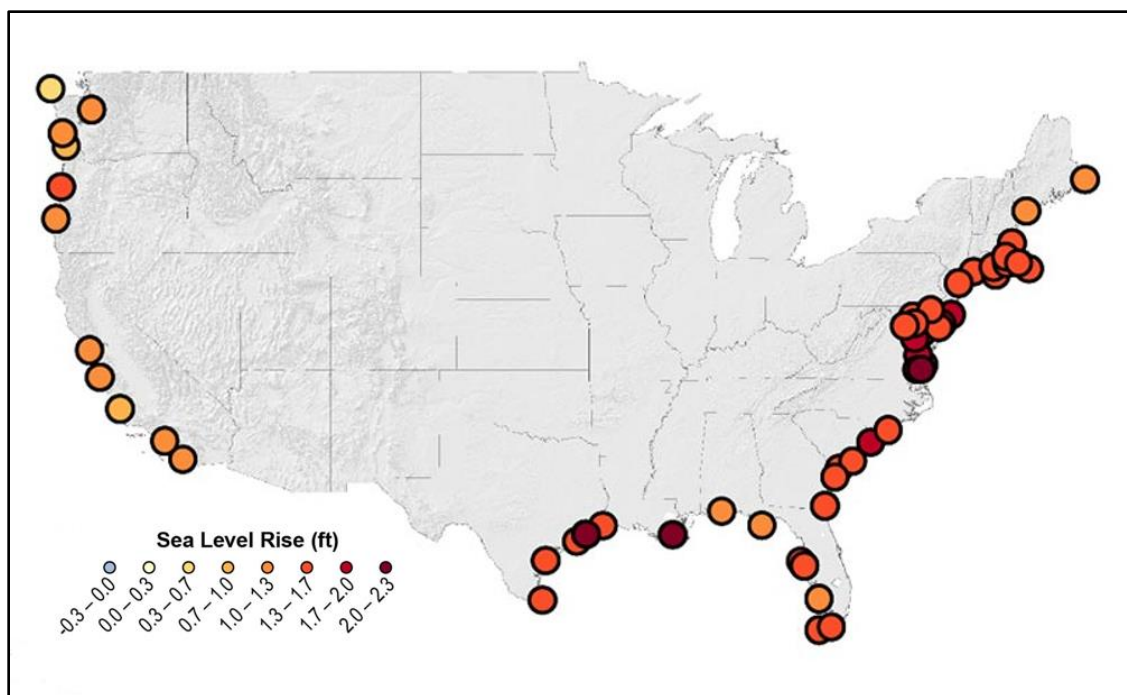 Sea Level Rise (ft)
-0.3 – 0.0
0.0 – 0.3
0.3 – 0.7
0.7 – 1.0
1.0 – 1.3
1.3 – 1.7
1.7 – 2.0
2.0 – 2.3